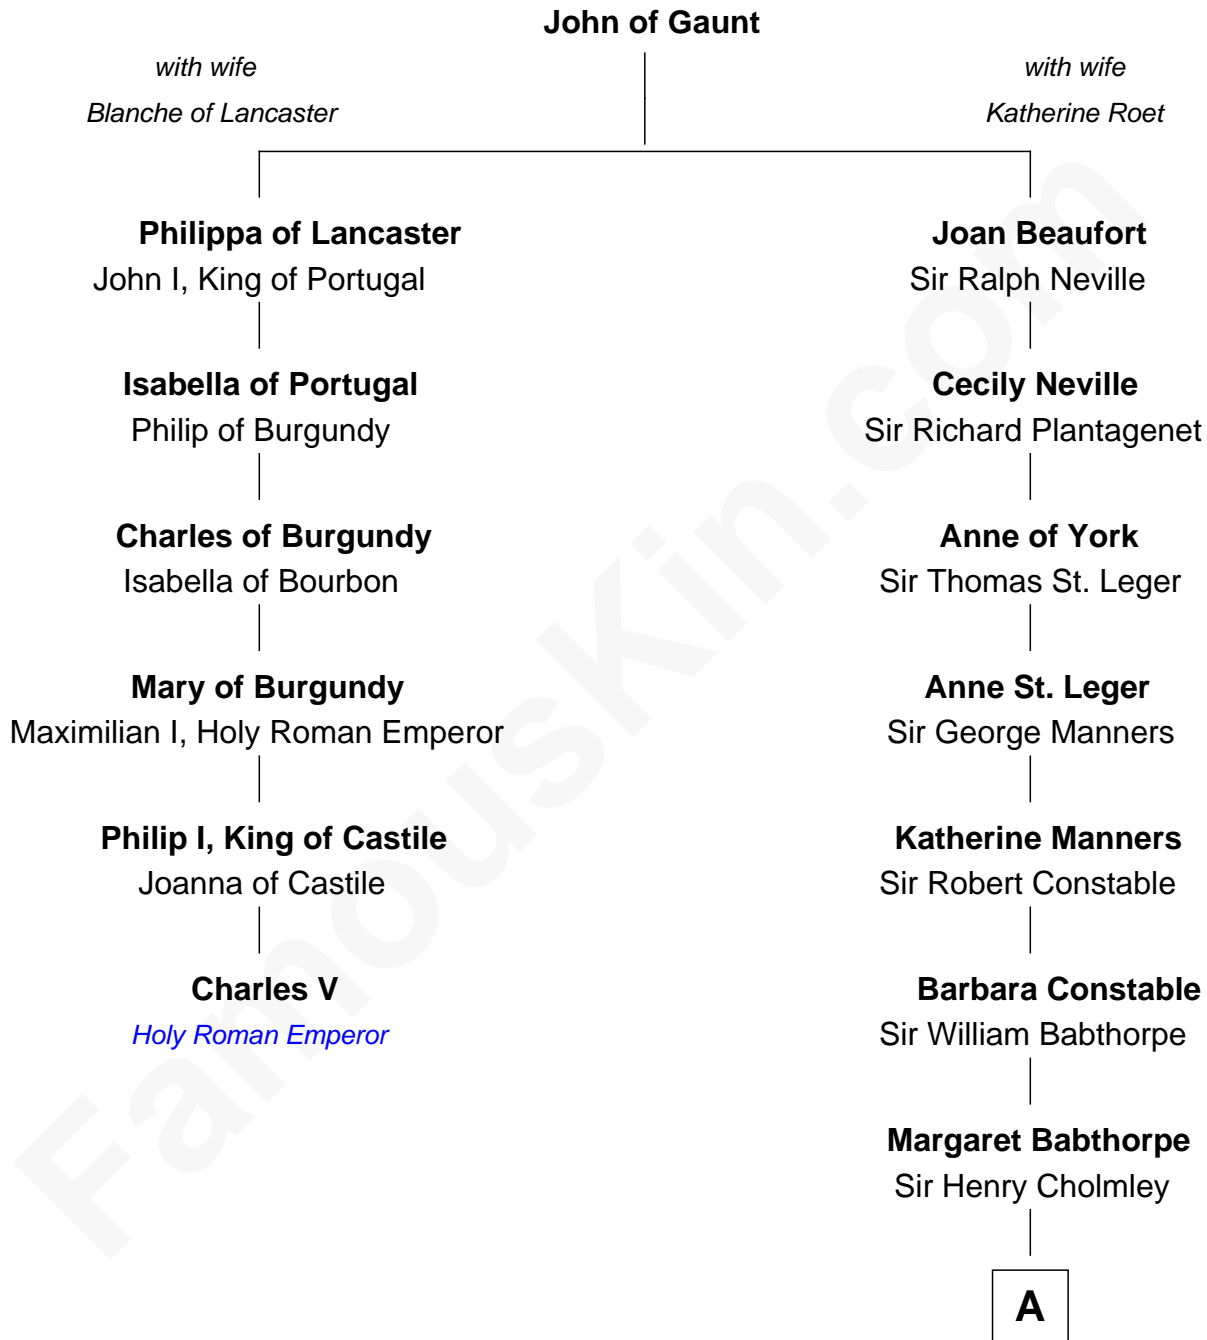 John of Gaunt
with wife
Blanche of Lancaster
with wife
Katherine Roet
Philippa of Lancaster
John I, King of Portugal
Isabella of Portugal
Philip of Burgundy
Charles of Burgundy
Isabella of Bourbon
Mary of Burgundy
Maximilian I, Holy Roman Emperor
Philip I, King of Castile
Joanna of Castile
Charles V
Holy Roman Emperor
Joan Beaufort
Sir Ralph Neville
Cecily Neville
Sir Richard Plantagenet
Anne of York
Sir Thomas St. Leger
Anne St. Leger
Sir George Manners
Katherine Manners
Sir Robert Constable
Barbara Constable
Sir William Babthorpe
Margaret Babthorpe
Sir Henry Cholmley
A
FamousKin.com